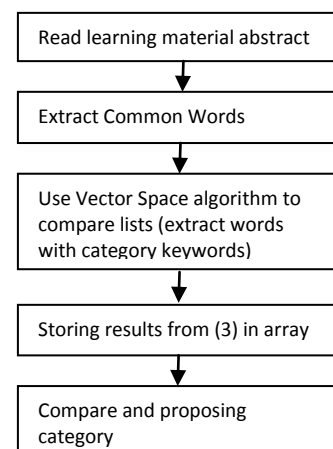 Read learning material abstract
Extract Common Words
Use Vector Space algorithm to
compare lists (extract words
with category keywords)
Storing results from (3) in array
Compare and proposing
category